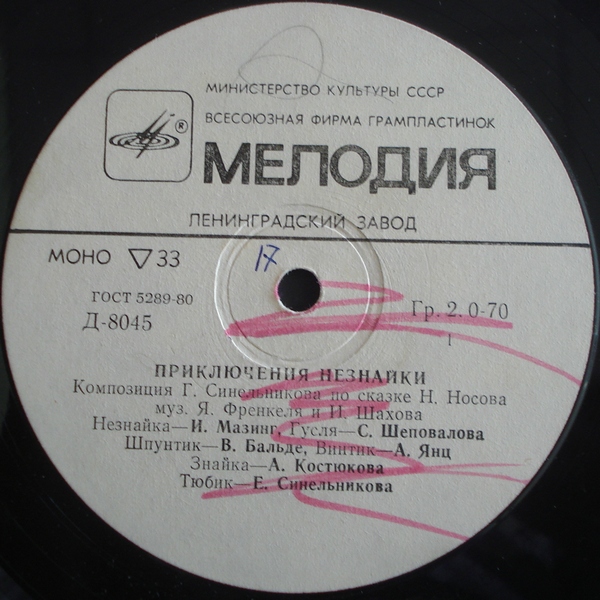 МИНИСТЕРСТВО КУЛЬТУРЫ СССР
ВСЕСОЮЗНАЯ ФИРМА ГРАМПЛАСТИНОК
®
МЕЛОДИЯ
ЛЕНИНГРАДСКИЙ ЗАВОД
МОНО ▽ 33
17
ГОСТ 5289-80
Д-8045
Гр. 2. 0-70
1
ПРИКЛЮЧЕНИЯ НЕЗНАЙКИ
Композиция Г. Синельникова по сказке Н. Носова
муз. Я. Френкеля и И. Шахова
Незнайка—И. Мазинг, Гусля—С. Шеповалова
Шпунтик—В. Бальде, Винтик—А. Янц
Знайка—А. Костюкова
Тюбик—Е. Синельникова